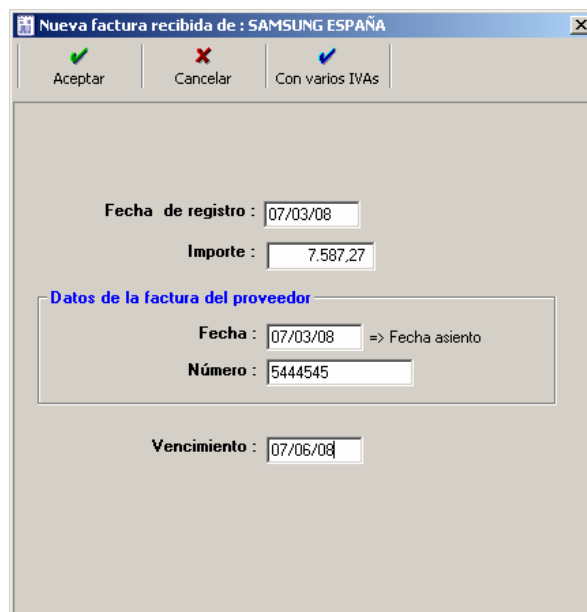 Nueva factura recibida de : SAMSUNG ESPAÑA
Aceptar Cancelar Con varios IVAs
Fecha de registro : 07/03/08
Importe : 7.587,27
Datos de la factura del proveedor
Fecha : 07/03/08 => Fecha asiento
Número : 5444545
Vencimiento : 07/06/08